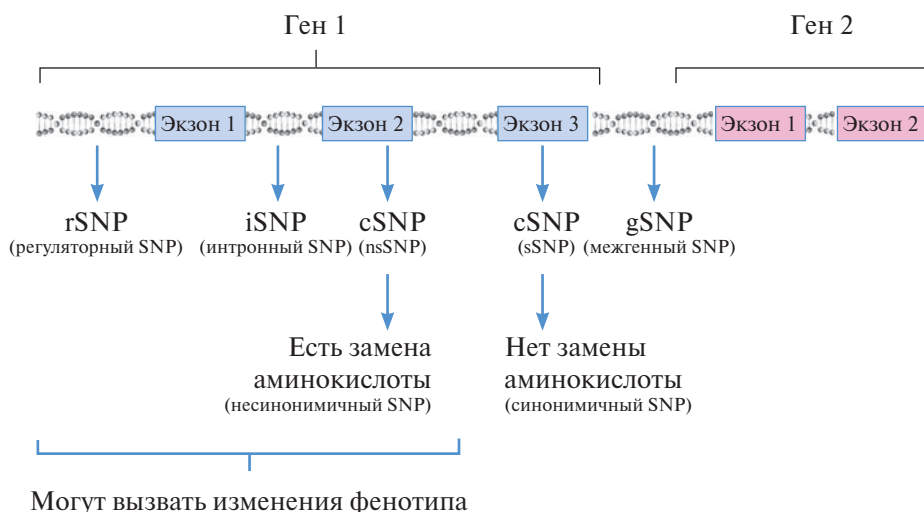 Ген 1
Ген 2
Экзон 1
Экзон 2
Экзон 3
Экзон 1
Экзон 2
rSNP
(регуляторный SNP)
iSNP
(интронный SNP)
cSNP
(nsSNP)
cSNP
(sSNP)
gSNP
(межгенный SNP)
Есть замена
аминокислоты
(несинонимичный SNP)
Нет замены
аминокислоты
(синонимичный SNP)
Могут вызвать изменения фенотипа